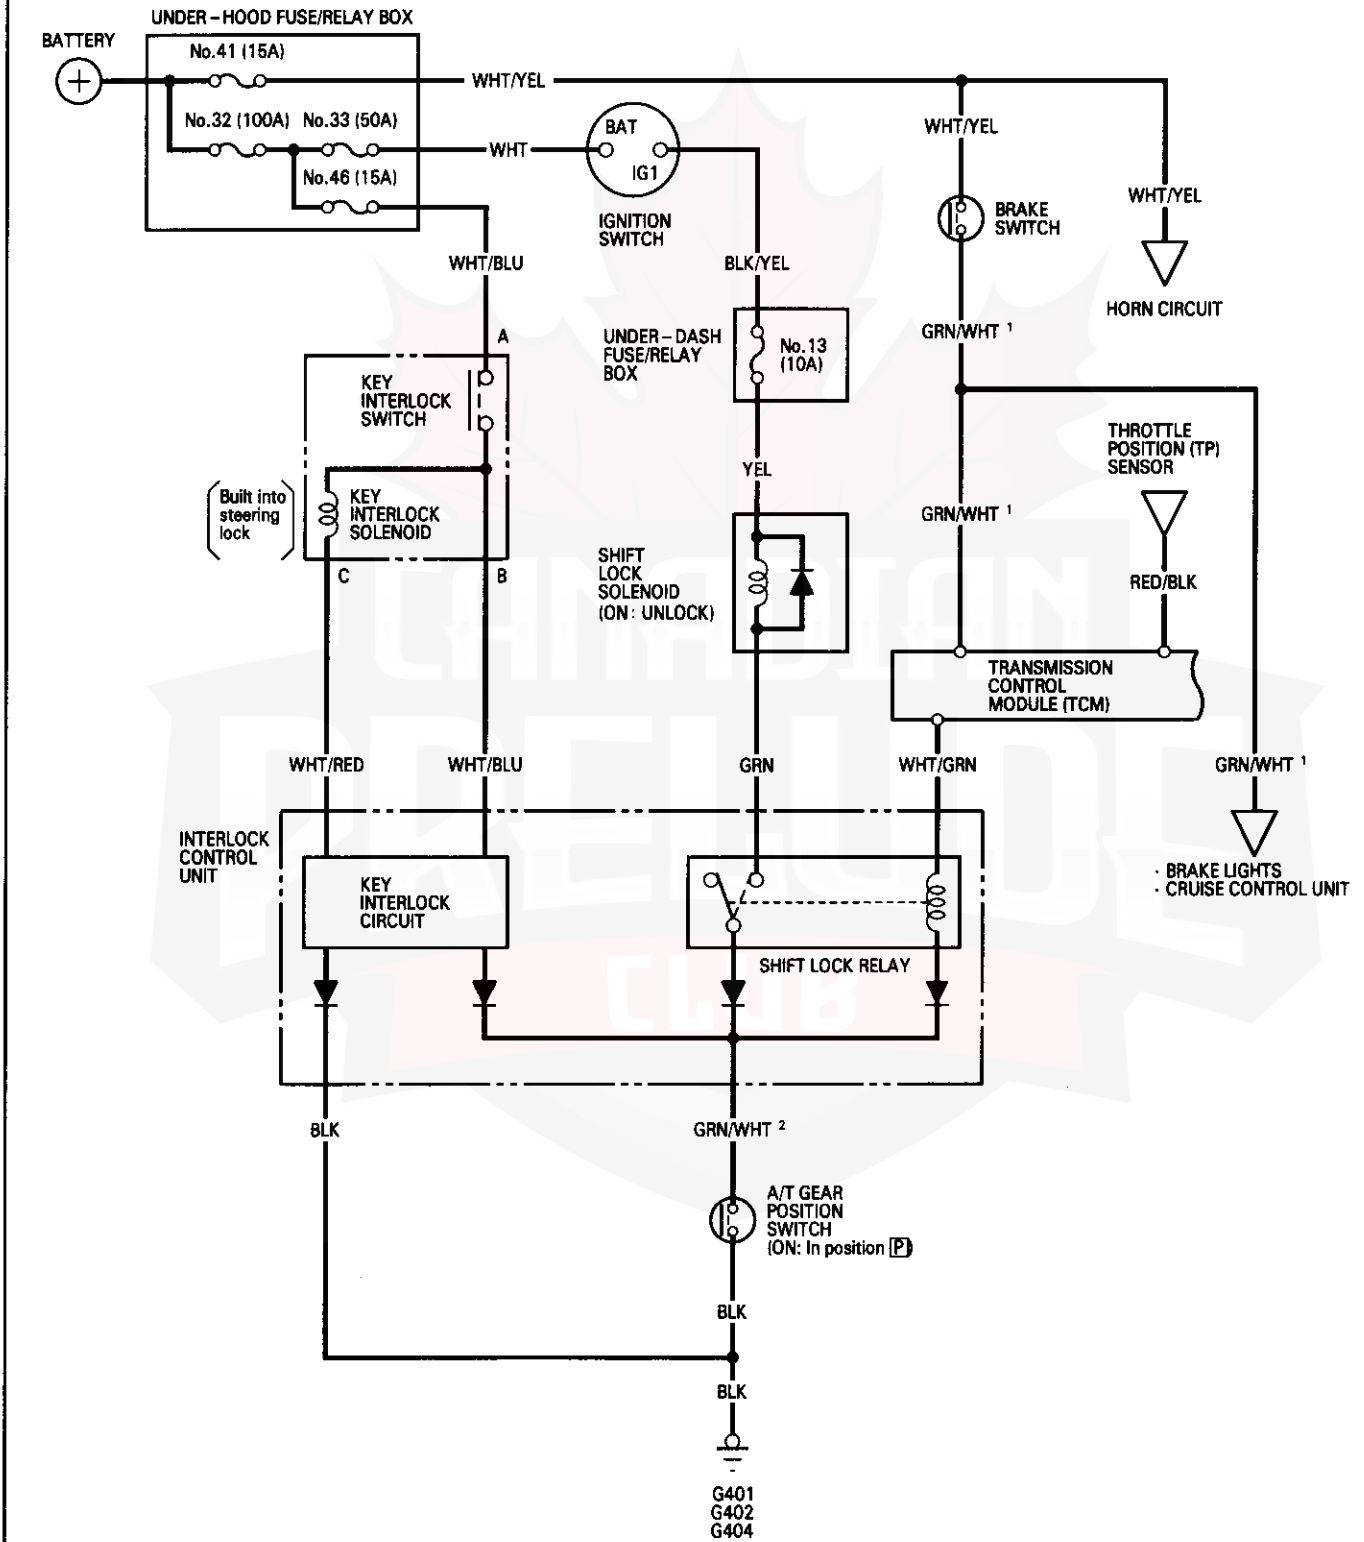 UNDER-HOOD FUSE/RELAY BOX
BATTERY
No.41 (15A)
WHT/YEL
No.32 (100A) No.33 (50A)
BAT
WHT/YEL
WHT
No.46 (15A)
IG1
WHT/YEL
BRAKE
SWITCH
IGNITION
SWITCH
WHT/BLU
BLK/YEL
HORN CIRCUIT
A
UNDER-DASH
FUSE/RELAY
BOX
No.13
(10A)
GRN/WHT 1
KEY
INTERLOCK
SWITCH
THROTTLE
POSITION (TP)
SENSOR
YEL
(Built into
steering
lock)
KEY
INTERLOCK
SOLENOID
GRN/WHT 1
C
B
SHIFT
LOCK
SOLENOID
(ON: UNLOCK)
RED/BLK
CANADIAN
TRANSMISSION
CONTROL
MODULE (TCM)
PRELUDE
WHT/RED
WHT/BLU
GRN
WHT/GRN
GRN/WHT 1
INTERLOCK
CONTROL
UNIT
· BRAKE LIGHTS
· CRUISE CONTROL UNIT
KEY
INTERLOCK
CIRCUIT
SHIFT LOCK RELAY
CLUB
BLK
GRN/WHT 2
A/T GEAR
POSITION
SWITCH
(ON: In position P)
BLK
BLK
G401
G402
G404